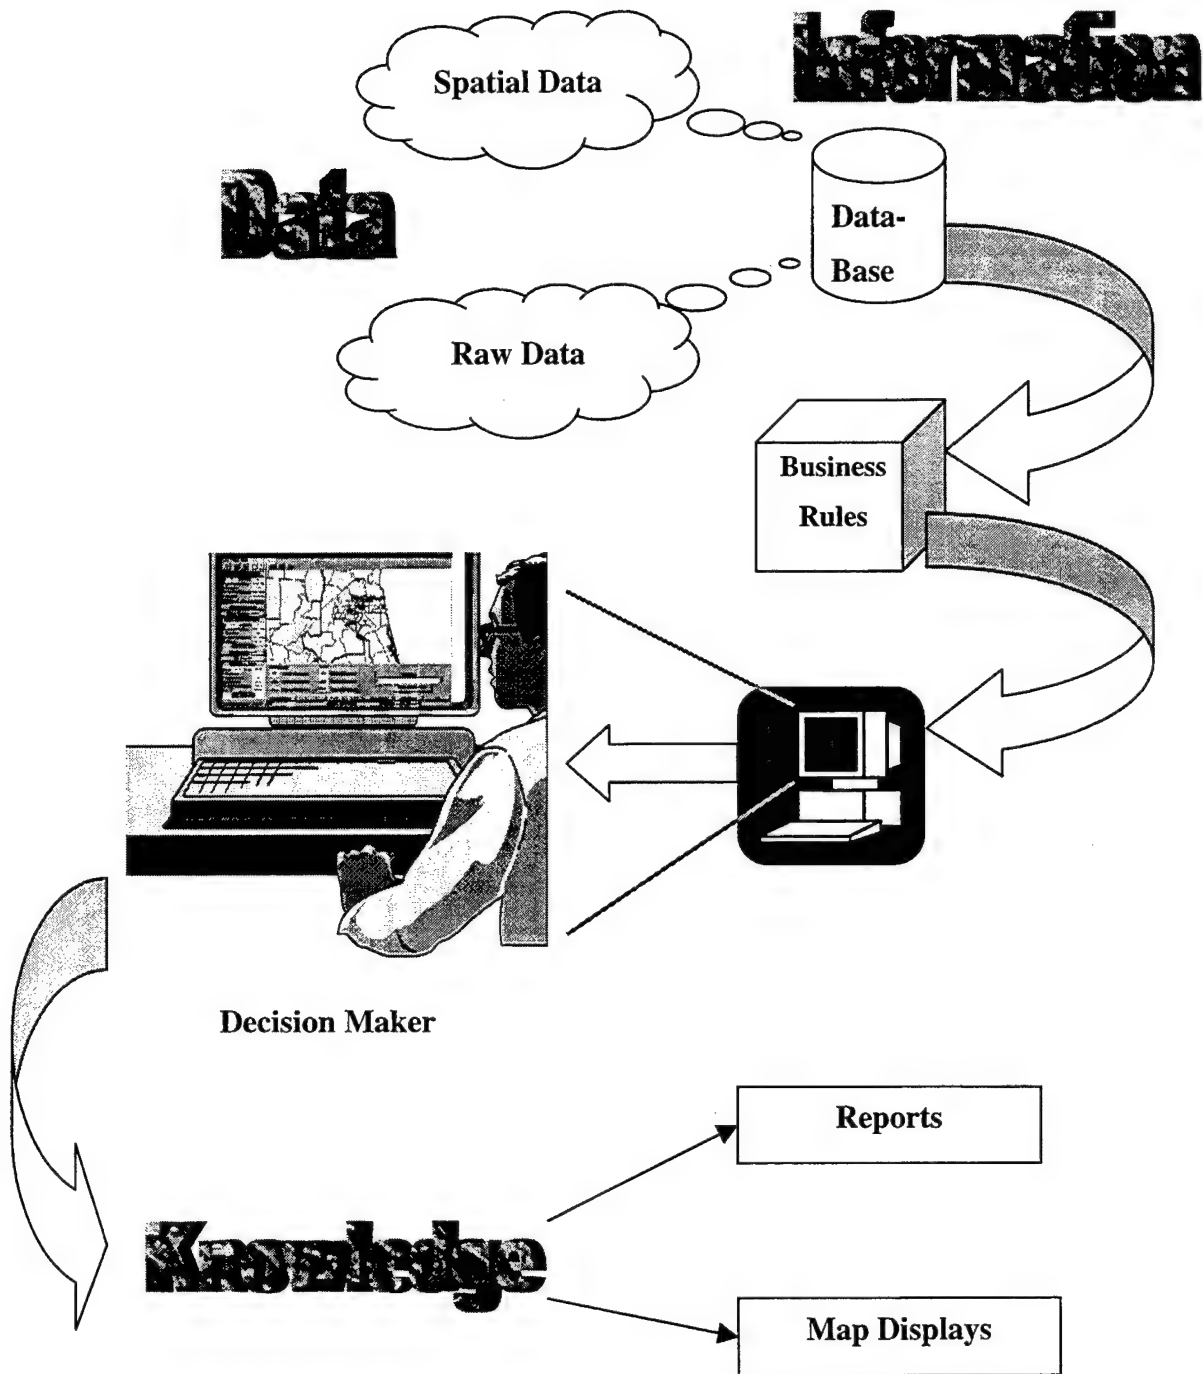 Information
Spatial Data
Data
Data-
Base
Raw Data
Business
Rules
Decision Maker
Reports
Knowledge
Map Displays